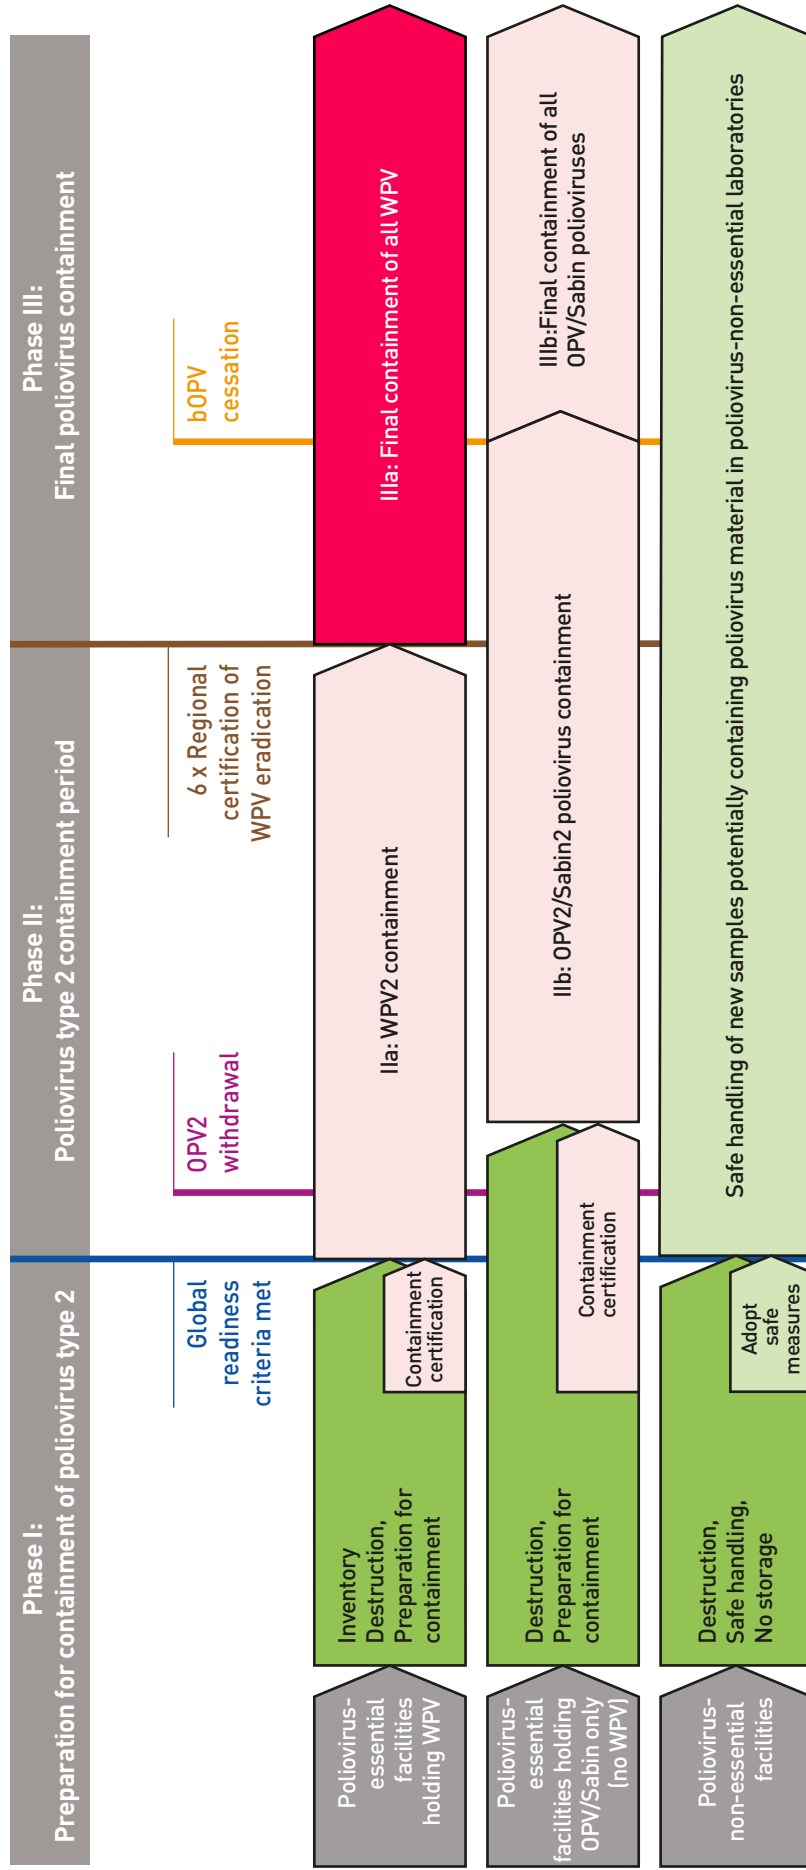 Phase I:
Preparation for containment of poliovirus type 2
Phase II:
Poliovirus type 2 containment period
Phase III:
Final poliovirus containment
Global
readiness
criteria met
OPV2
withdrawal
6 x Regional
certification of
WPV eradication
bOPV
cessation
Poliovirus-
essential
facilities
holding WPV
Inventory
Destruction,
Preparation for
containment
Containment
certification
IIa: WPV2 containment
IIIa: Final containment of all WPV
Poliovirus-
essential
facilities holding
OPV/Sabin only
(no WPV)
Destruction,
Preparation for
containment
Containment
certification
IIb: OPV2/Sabin2 poliovirus containment
IIIb:Final containment of all
OPV/Sabin polioviruses
Poliovirus-
non-essential
facilities
Destruction,
Safe handling,
No storage
Adopt
safe
measures
Safe handling of new samples potentially containing poliovirus material in poliovirus-non-essential laboratories